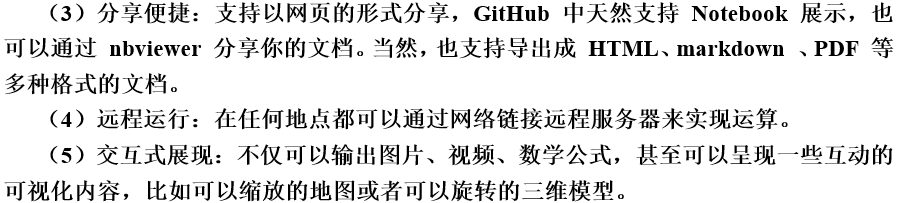 （3）分享便捷：支持以网页的形式分享，GitHub 中天然支持 Notebook 展示，也
可以通过 nbviewer 分享你的文档。当然，也支持导出成 HTML、markdown 、PDF 等
多种格式的文档。
（4）远程运行：在任何地点都可以通过网络链接远程服务器来实现运算。
（5）交互式展现：不仅可以输出图片、视频、数学公式，甚至可以呈现一些互动的
可视化内容，比如可以缩放的地图或者可以旋转的三维模型。